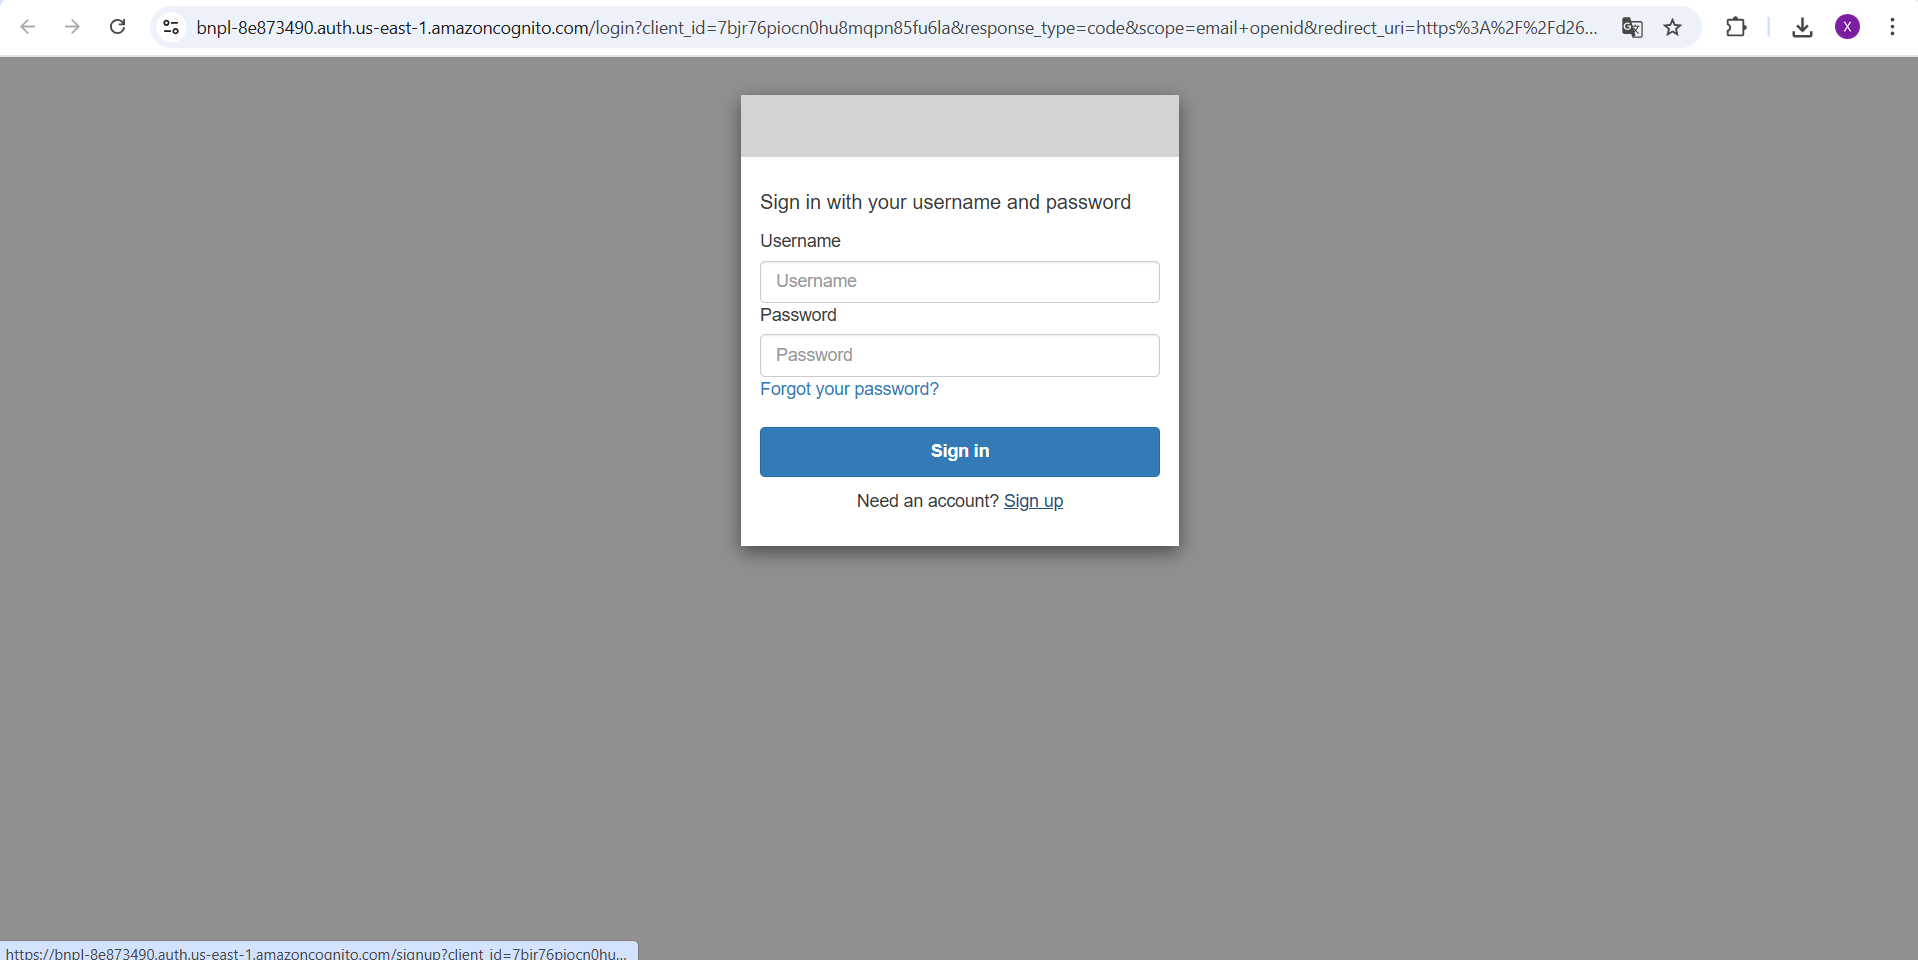 bnpl-8e873490.auth.us-east-1.amazoncognito.com/login?client_id=7bjr76piocn0hu8mqpn85fu6la&response_type=code&scope=email+openid&redirect_uri=https%3A%2F%2Fd26...
X
Sign in with your username and password
Username
Username
Password
Password
Forgot your password?
Sign in
Need an account? Sign up
https://bnpl-8e873490.auth.us-east-1.amazoncognito.com/signup?client_id=7bjr76piocn0hu...